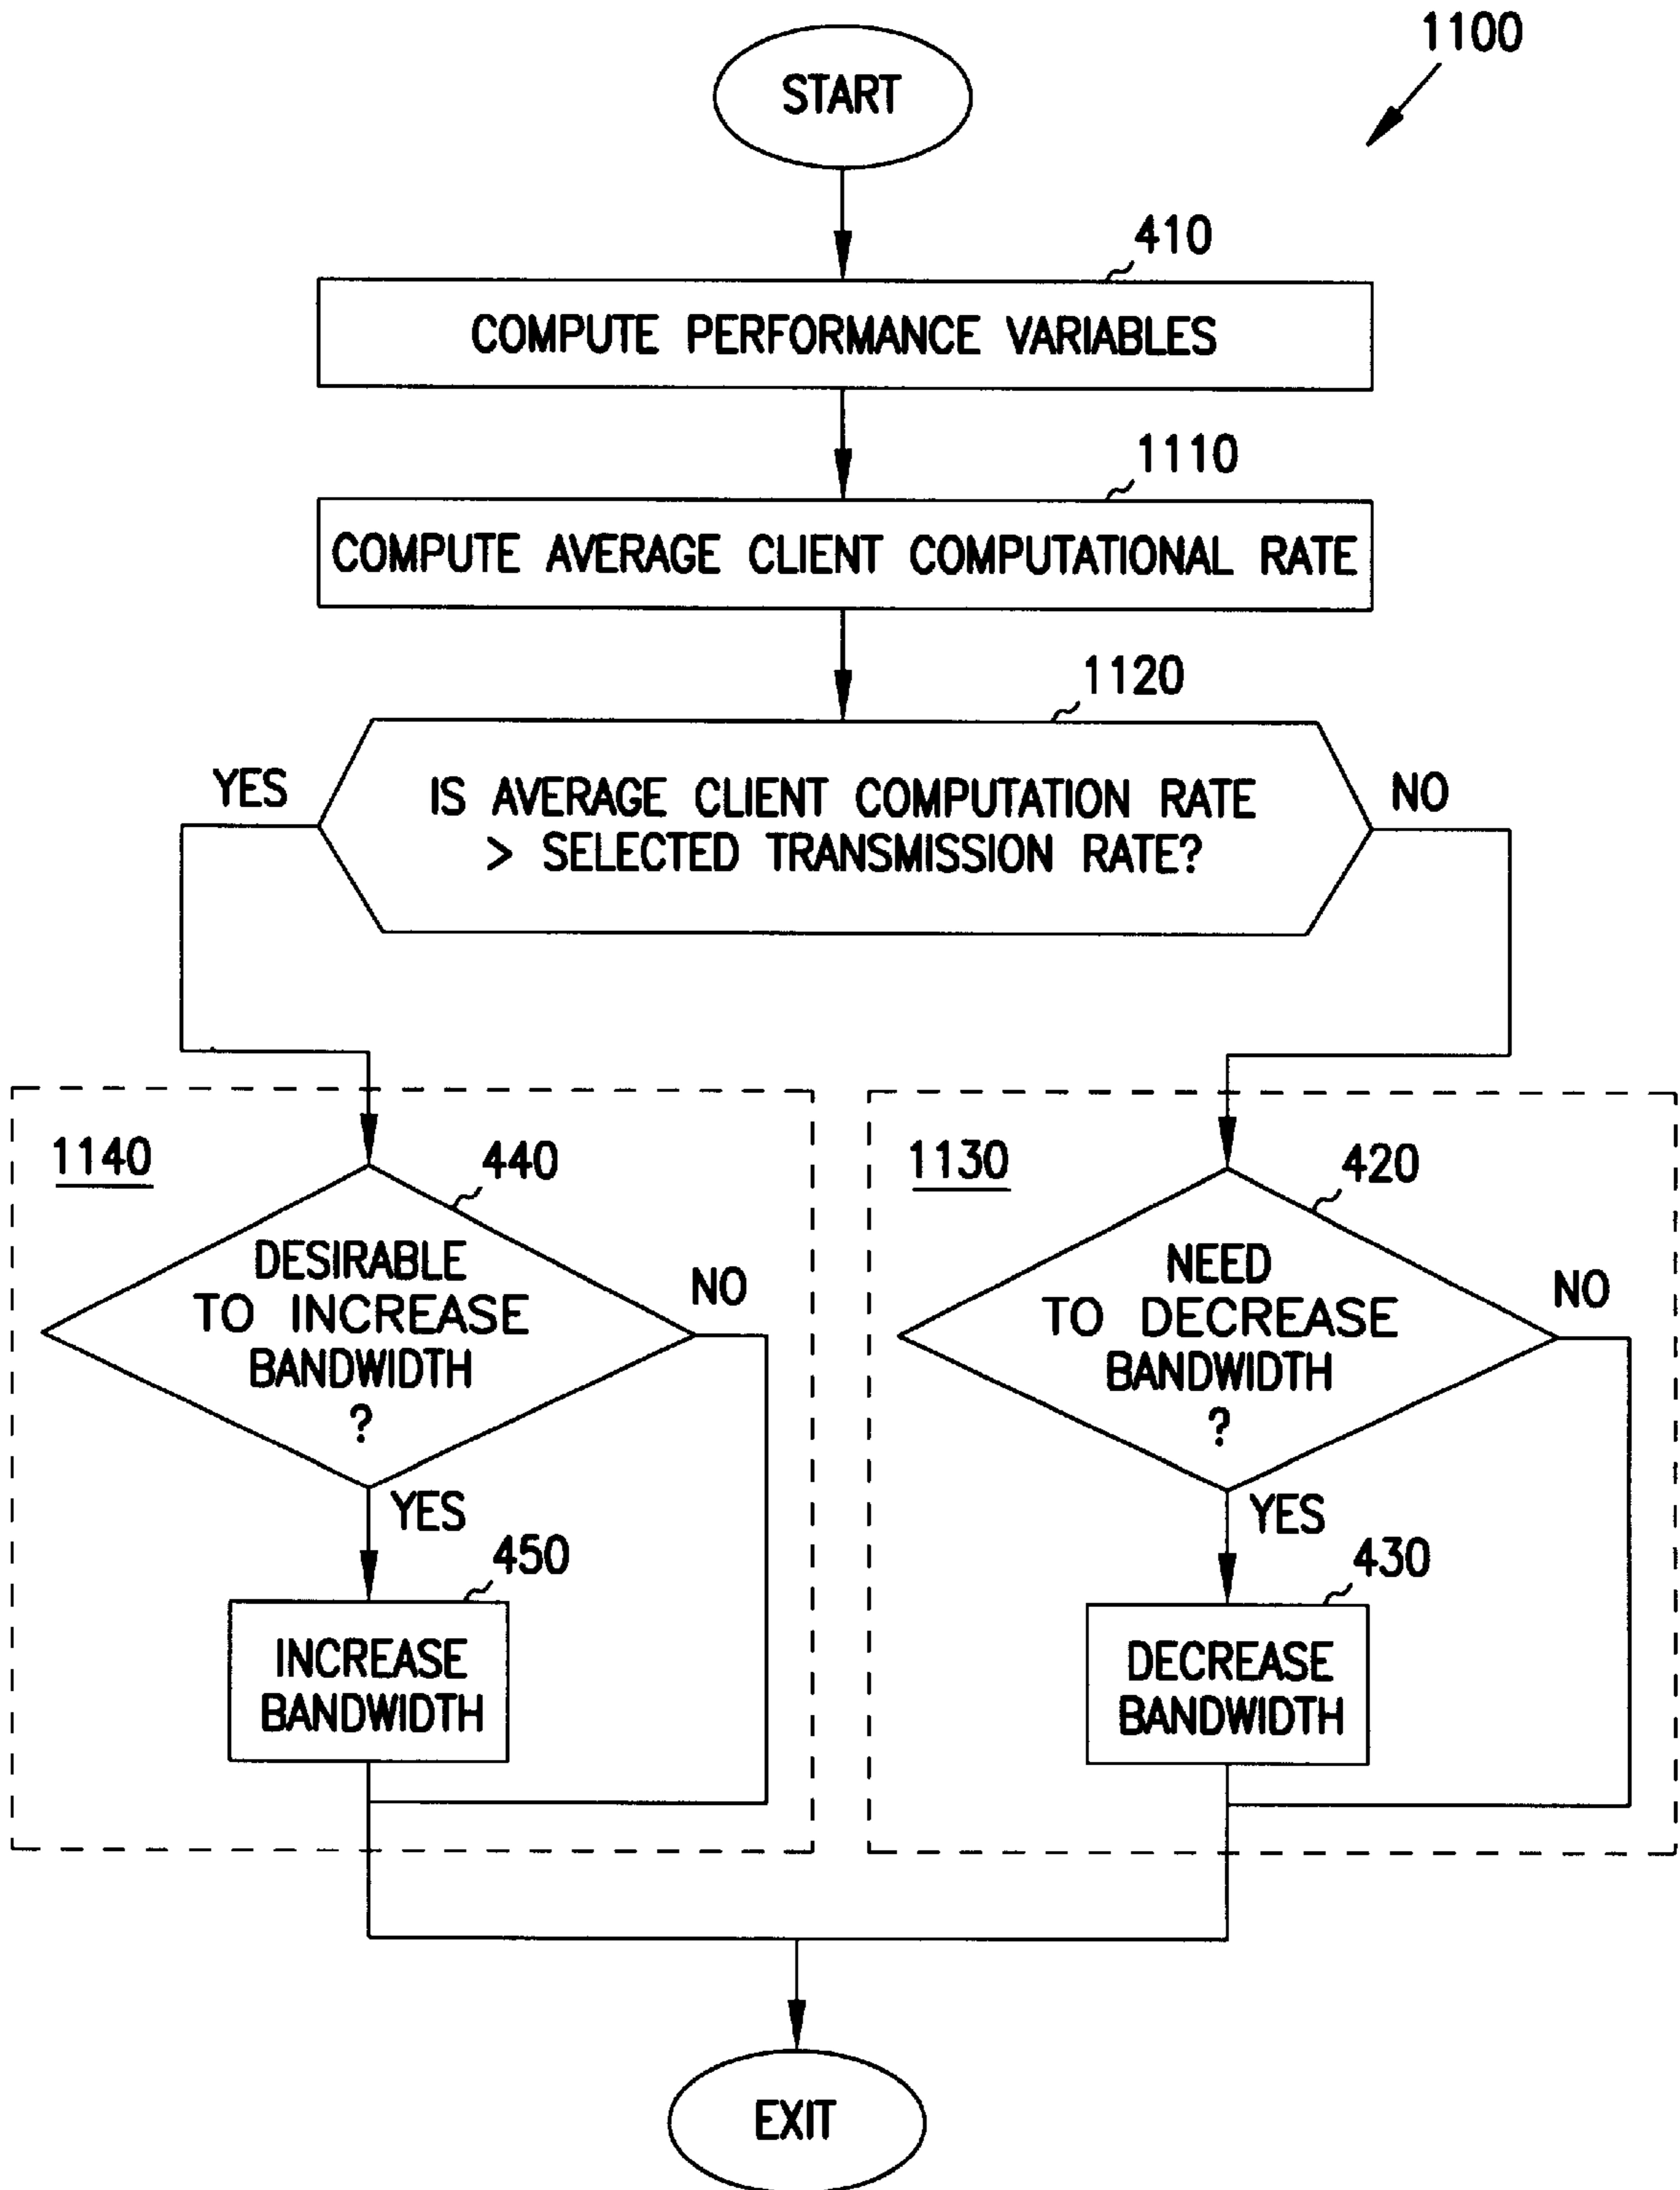 1100
START
410
COMPUTE PERFORMANCE VARIABLES
1110
COMPUTE AVERAGE CLIENT COMPUTATIONAL RATE
1120
YES
IS AVERAGE CLIENT COMPUTATION RATE
> SELECTED TRANSMISSION RATE?
NO
1140
440
DESIRABLE
TO INCREASE
BANDWIDTH
?
NO
YES
450
INCREASE
BANDWIDTH
1130
420
NEED
TO DECREASE
BANDWIDTH
?
NO
YES
430
DECREASE
BANDWIDTH
EXIT